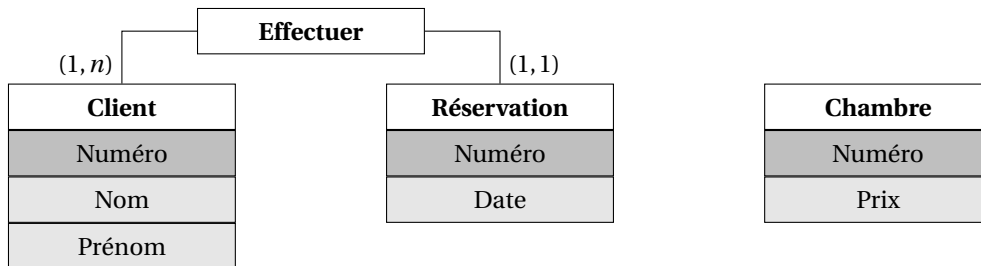 Effectuer
(1, n) (1, 1)
Client Réservation Chambre
Numéro Numéro Numéro
Nom Date Prix
Prénom